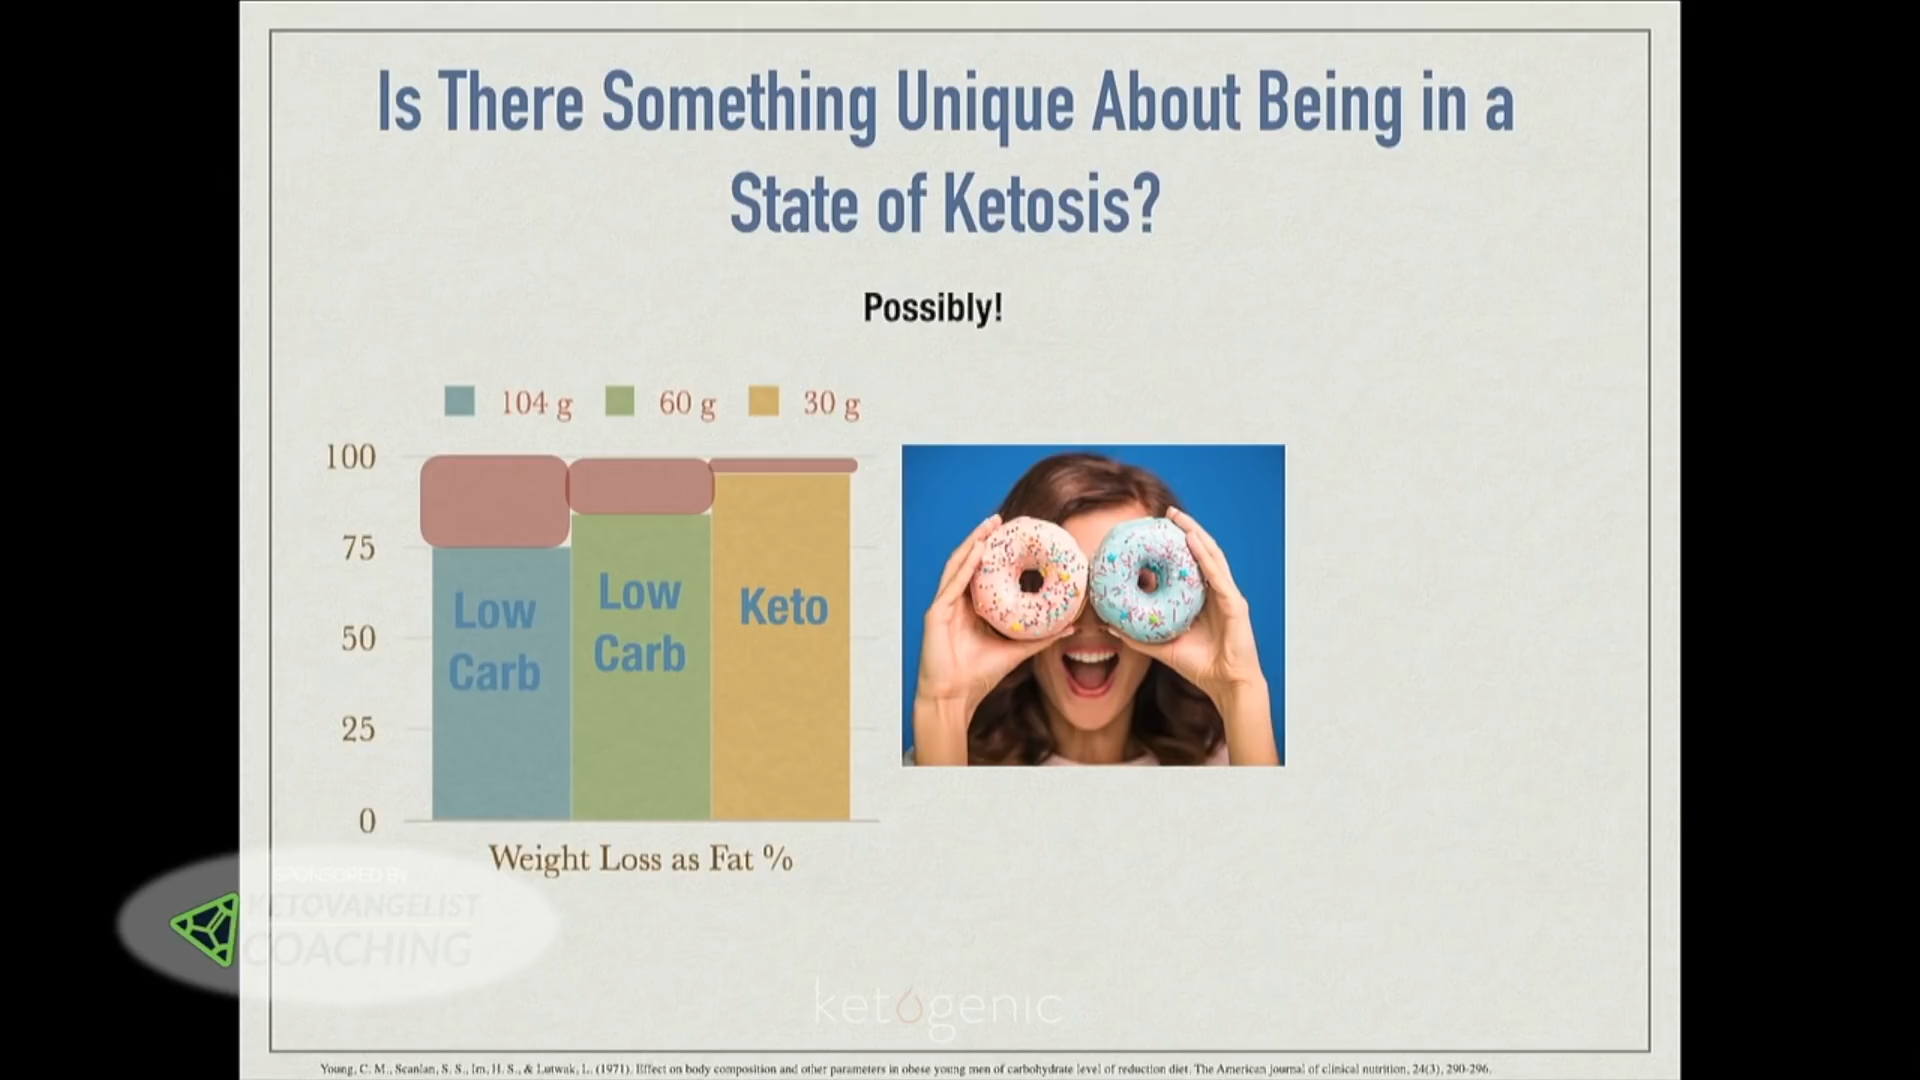 Is There Something Unique About Being in a
State of Ketosis?
Possibly!
104 g 60 g 30 g
100
75
50
25
0
Low
Carb
Low
Carb
Keto
Weight Loss as Fat %
SPONSORED BY
KETOVANGELIST
COACHING
ketogenic
Young, C. M., Scanlan, S. S., Im, H. S., & Lutwak, L. (1971). Effect on body composition and other parameters in obese young men of carbohydrate level of reduction diet. The American journal of clinical nutrition, 24(3), 290-296.